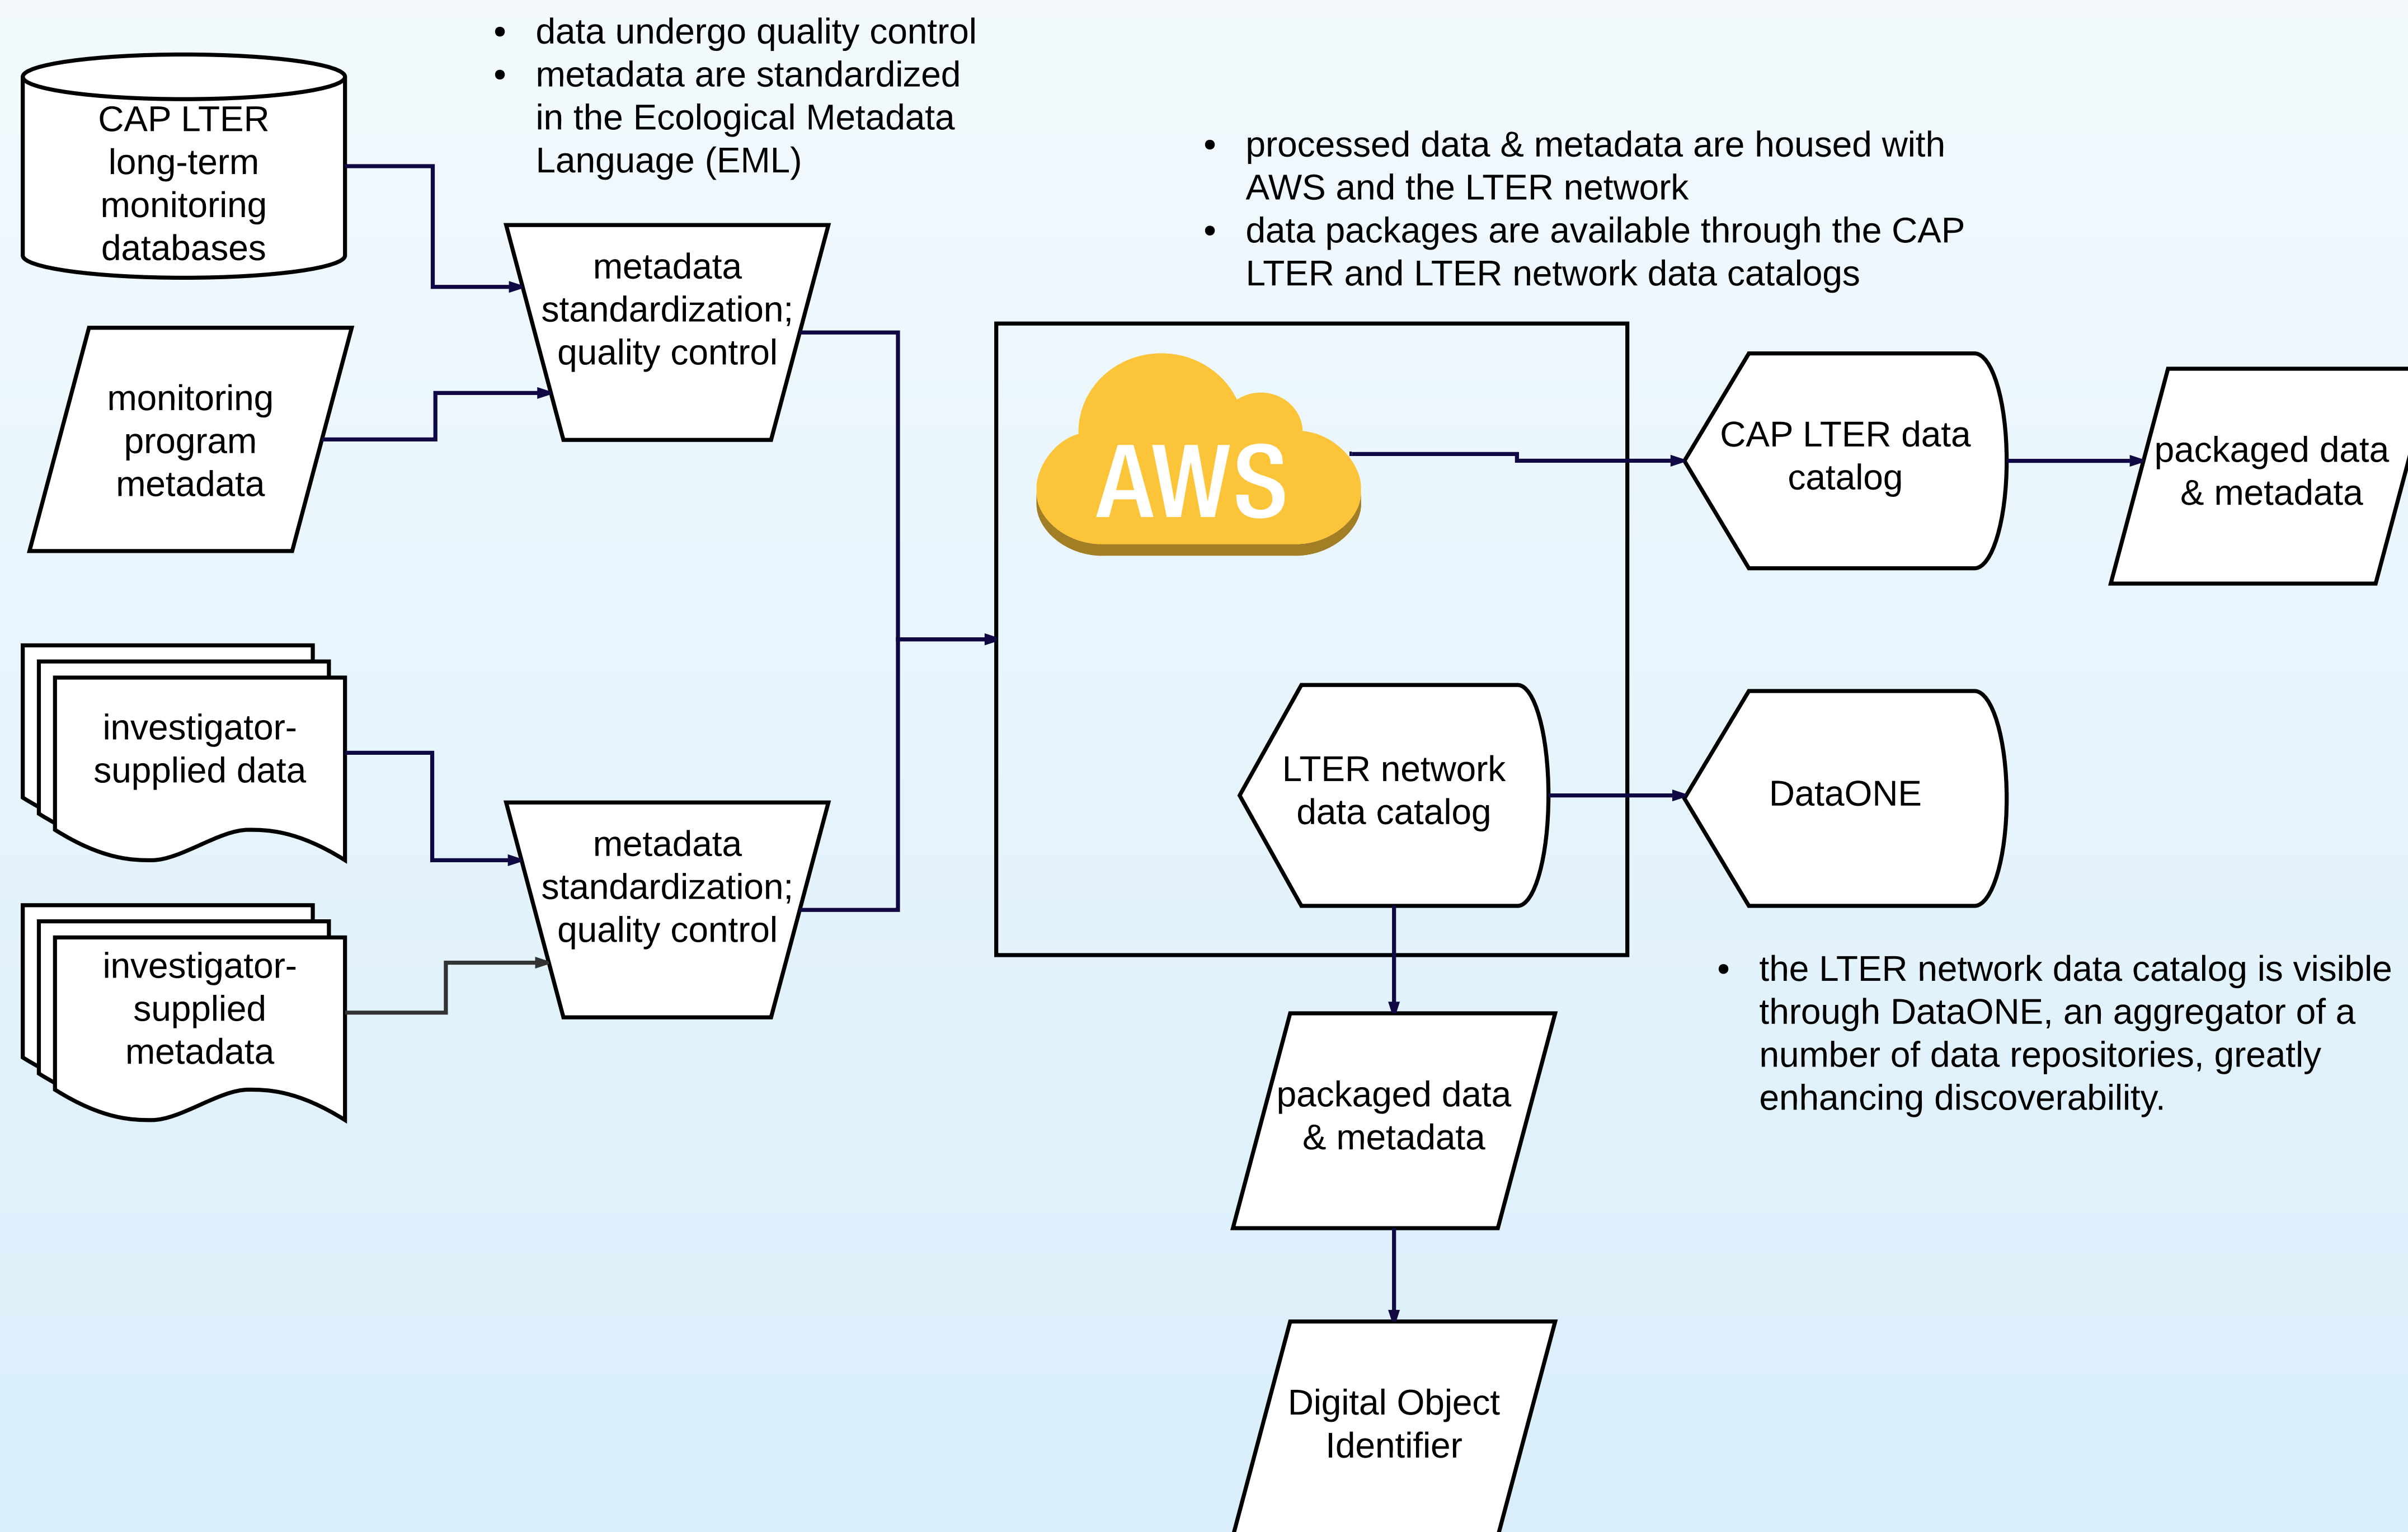 • data undergo quality control
• metadata are standardized
in the Ecological Metadata
Language (EML)
CAP LTER
long-term
monitoring
databases
• processed data & metadata are housed with
AWS and the LTER network
• data packages are available through the CAP
LTER and LTER network data catalogs
metadata
standardization;
quality control
monitoring
program
metadata
AWS
CAP LTER data
catalog
packaged data
& metadata
investigator-
supplied data
metadata
standardization;
quality control
LTER network
data catalog
DataONE
investigator-
supplied
metadata
• the LTER network data catalog is visible
through DataONE, an aggregator of a
number of data repositories, greatly
enhancing discoverability.
packaged data
& metadata
Digital Object
Identifier